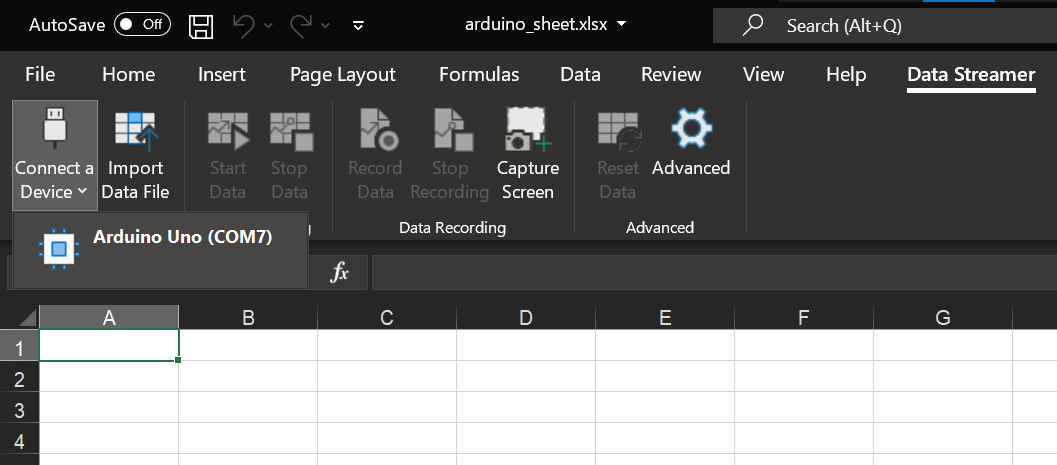 AutoSave Off arduino_sheet.xlsx Search (Alt+Q)
File Home Insert Page Layout Formulas Data Review View Help Data Streamer
Connect a Device
Import Data File
Start Data
Stop Data
Record Data
Stop Recording
Capture Screen
Reset Data
Advanced
Data Recording
Advanced
Arduino Uno (COM7)
fx
A B C D E F G
1
2
3
4